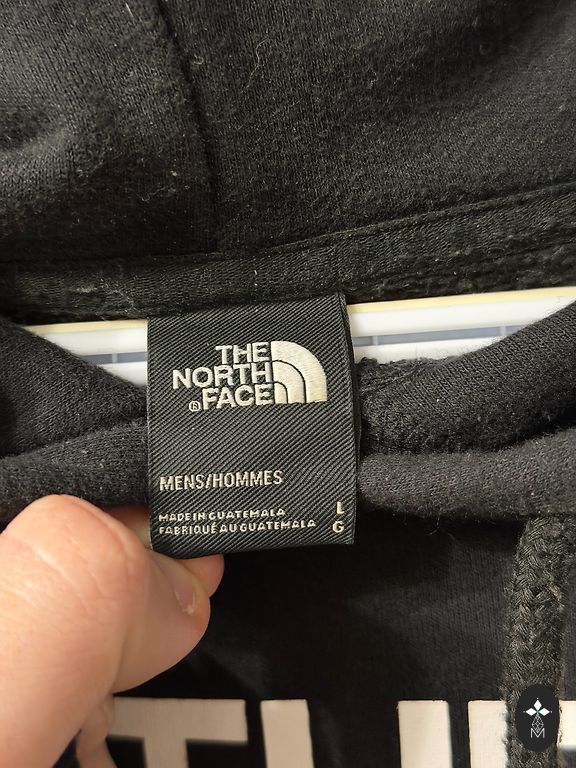 THE
NORTH
®FACE
MENS/HOMMES
MADE IN GUATEMALA L
FABRIQUÉ AU GUATEMALA G